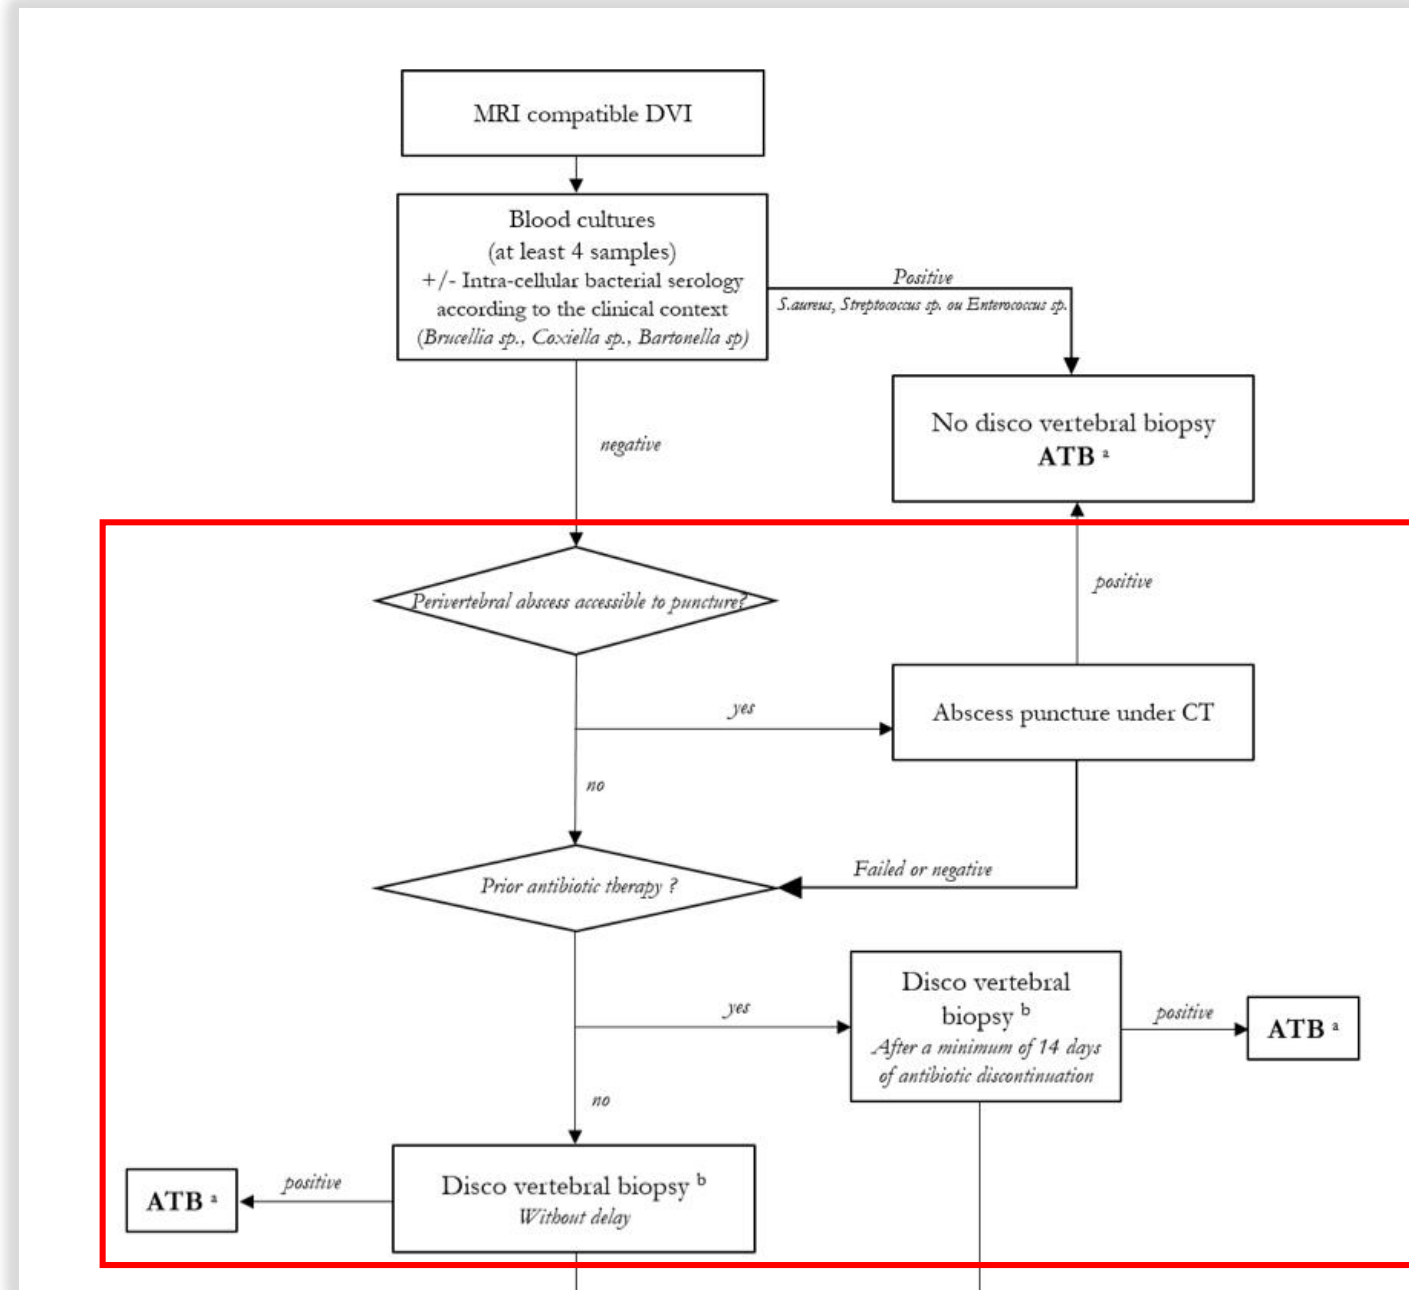 MRI compatible DVI
Blood cultures
(at least 4 samples)
+/- Intra-cellular bacterial serology
according to the clinical context
(Brucellia sp., Coxiella sp., Bartonella sp)
Positive
S.aureus, Streptococcus sp. ou Enterococcus sp.
No disco vertebral biopsy
ATB ª
negative
Perivertebral abscess accessible to puncture?
positive
yes
Abscess puncture under CT
no
Failed or negative
Prior antibiotic therapy ?
yes
Disco vertebral
biopsy ᵇ
After a minimum of 14 days
of antibiotic discontinuation
positive
ATB ª
no
Disco vertebral biopsy ᵇ
Without delay
positive
ATB ª